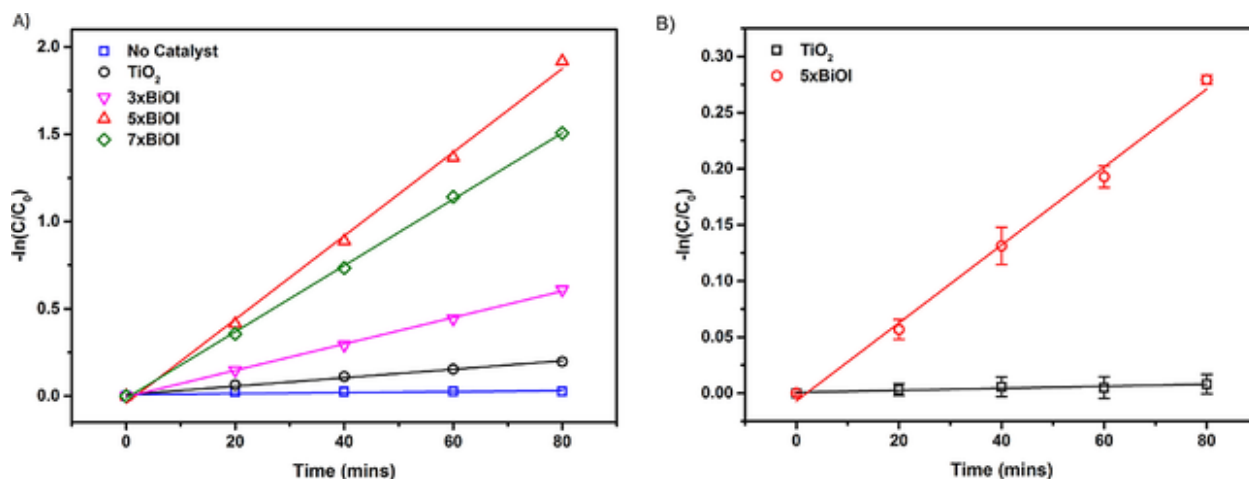 A)
-ln(C/C0)
2.0
1.5
1.0
0.5
0.0
No Catalyst
TiO2
3xBiOI
5xBiOI
7xBiOI
0 20 40 60 80
Time (mins)
B)
-ln(C/C0)
0.30
0.25
0.20
0.15
0.10
0.05
0.00
TiO2
5xBiOI
0 20 40 60 80
Time (mins)